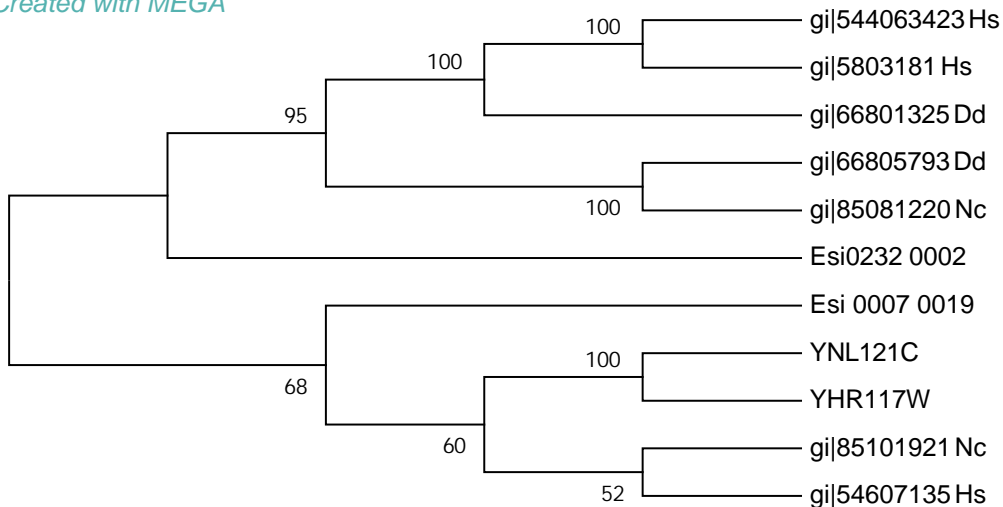 Created with MEGA
100
gi|544063423 Hs
gi|5803181 Hs
100
gi|66801325 Dd
95
gi|66805793 Dd
100
gi|85081220 Nc
Esi0232 0002
Esi 0007 0019
68
100
YNL121C
YHR117W
60
gi|85101921 Nc
52
gi|54607135 Hs